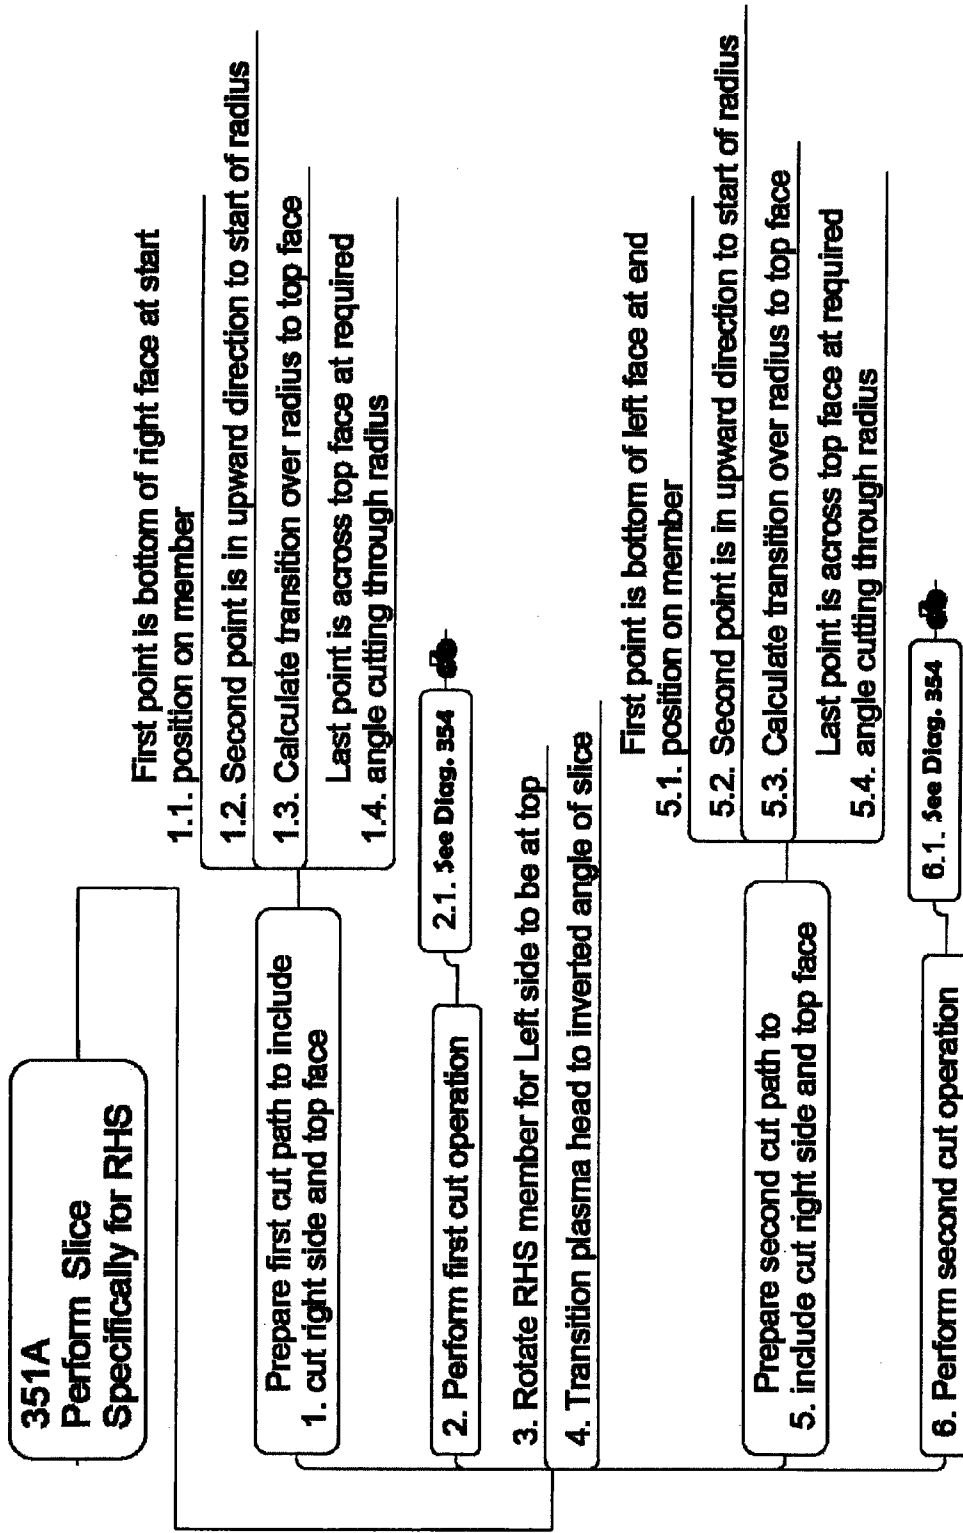 351A
Perform Slice
Specifically for RHS
Prepare first cut path to include
1. cut right side and top face
First point is bottom of right face at start
1.1. position on member
1.2. Second point is in upward direction to start of radius
1.3. Calculate transition over radius to top face
Last point is across top face at required
1.4. angle cutting through radius
2. Perform first cut operation
2.1. See Diag. 354
3. Rotate RHS member for Left side to be at top
4. Transition plasma head to inverted angle of slice
Prepare second cut path to
5. include cut right side and top face
First point is bottom of left face at end
5.1. position on member
5.2. Second point is in upward direction to start of radius
5.3. Calculate transition over radius to top face
Last point is across top face at required
5.4. angle cutting through radius
6. Perform second cut operation
6.1. See Diag. 354